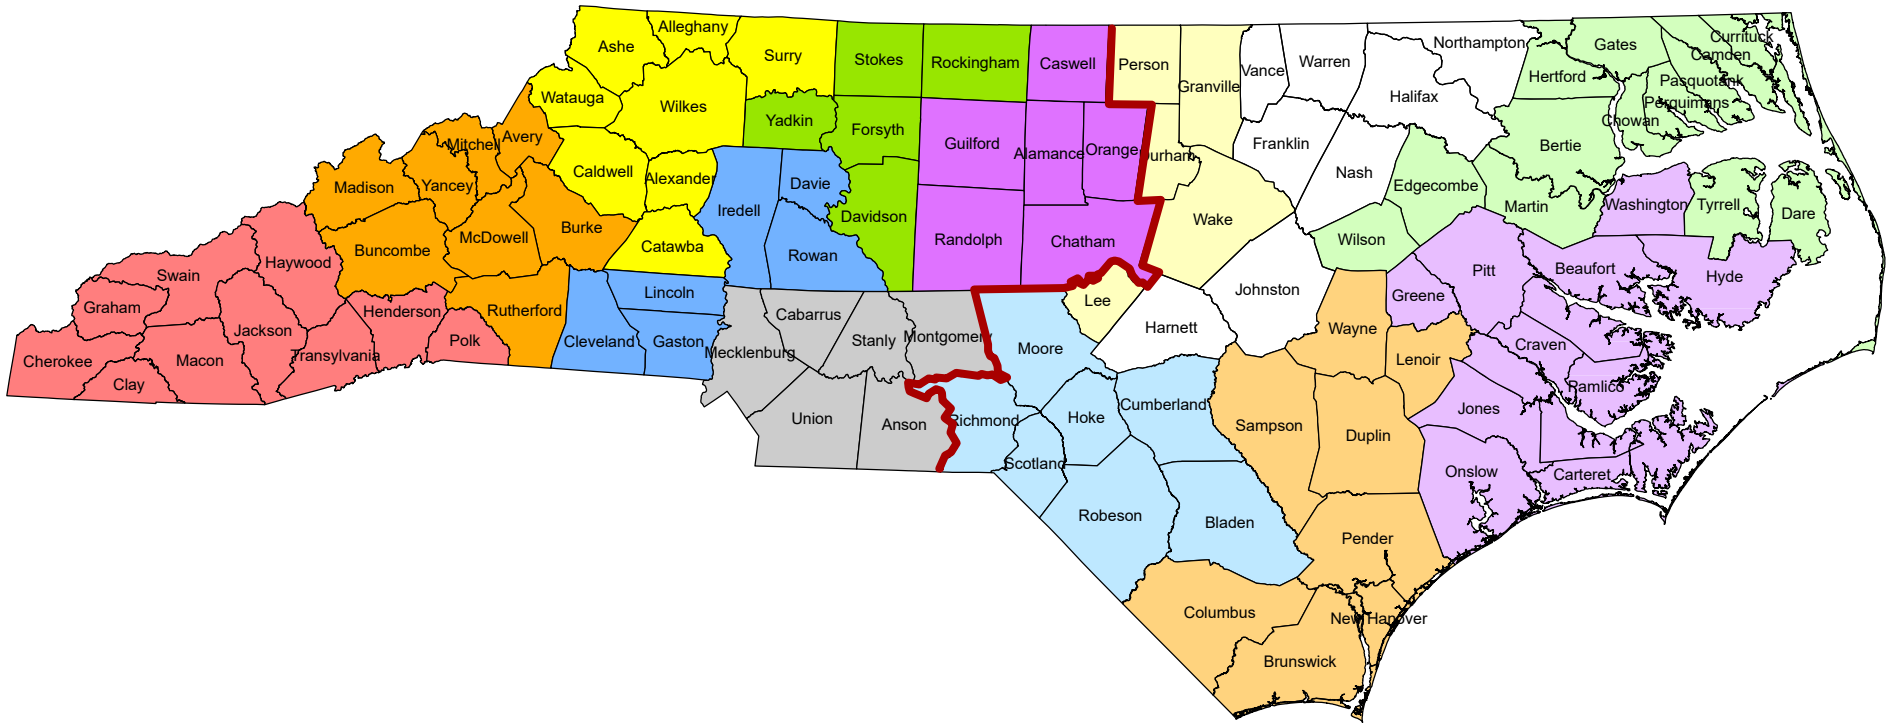 Ashe
Alleghany
Surry
Stokes
Rockingham
Caswell
Person
Granville
Vance
Warren
Northampton
Gates
Currituck
Camden
Hertford
Pasquotank
Perquimans
Chowan
Halifax
Bertie
Watauga
Wilkes
Yadkin
Forsyth
Guilford
Alamance
Orange
Durham
Franklin
Nash
Edgecombe
Martin
Washington
Tyrrell
Dare
Mitchell
Avery
Madison
Yancey
Caldwell
Alexander
Iredell
Davie
Davidson
Randolph
Chatham
Wake
Wilson
Pitt
Beaufort
Hyde
Buncombe
McDowell
Burke
Catawba
Rowan
Swain
Haywood
Graham
Jackson
Henderson
Rutherford
Lincoln
Cleveland
Gaston
Cabarrus
Stanly
Montgomery
Mecklenburg
Moore
Lee
Harnett
Johnston
Wayne
Greene
Lenoir
Craven
Ramlico
Jones
Cherokee
Clay
Macon
Transylvania
Polk
Union
Anson
Richmond
Hoke
Cumberland
Scotland
Sampson
Duplin
Onslow
Carteret
Robeson
Bladen
Pender
Columbus
New Hanover
Brunswick